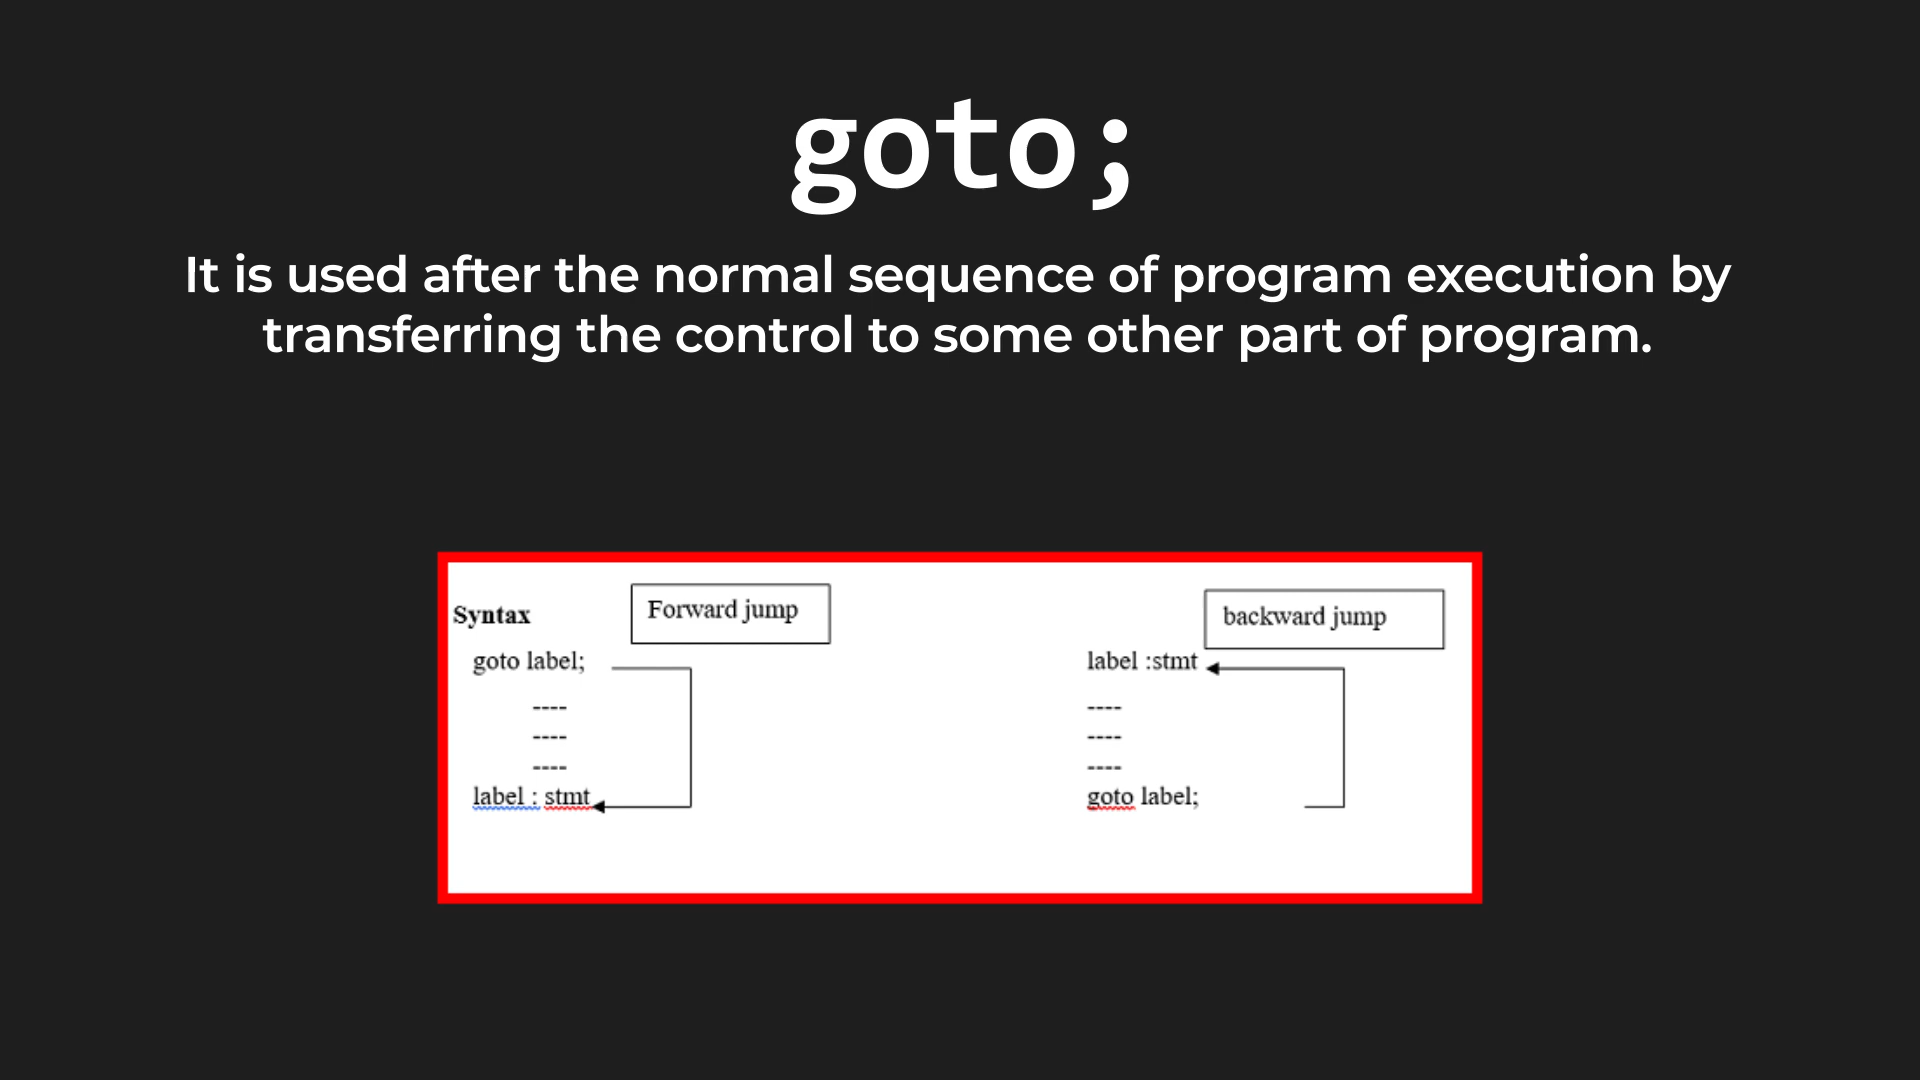 goto;
It is used after the normal sequence of program execution by
transferring the control to some other part of program.
Syntax
Forward jump
goto label;
----
----
----
label : stmt
backward jump
label :stmt
----
----
----
goto label;